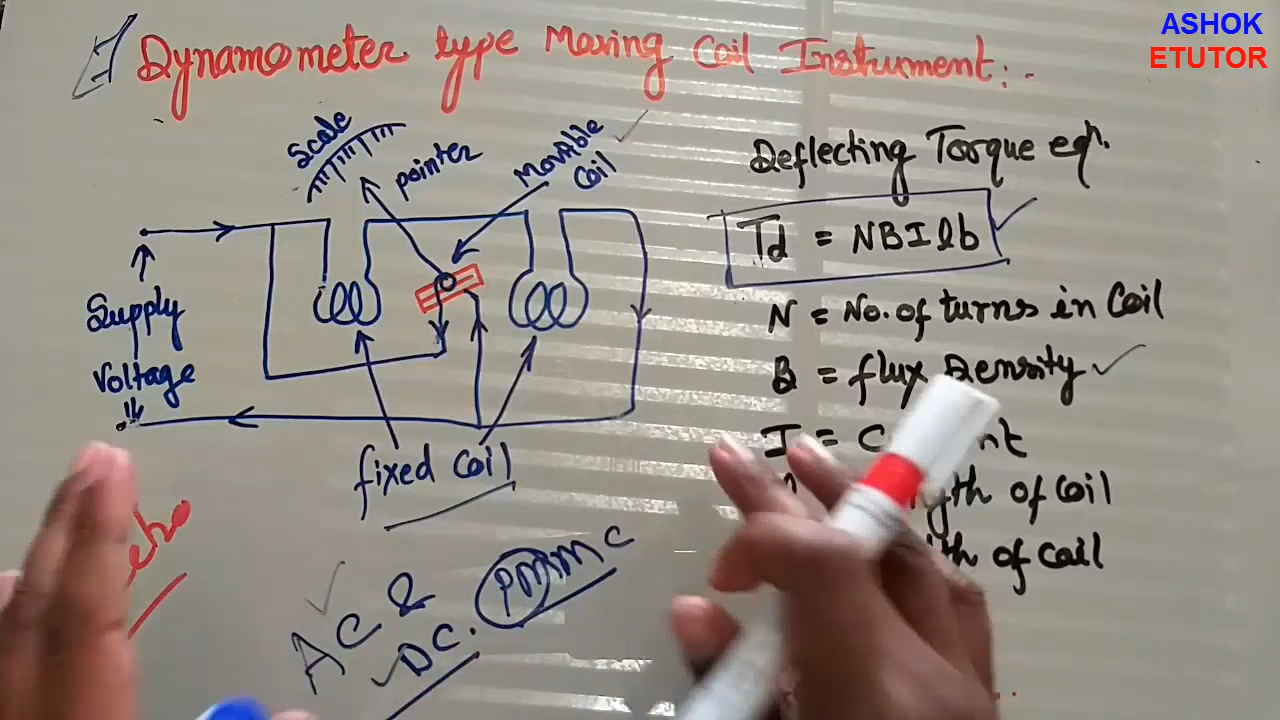 ASHOK
ETUTOR
Dynamometer type Moving Coil Instrument:-
Scale
pointer
Movable
Coil
Supply
Voltage
fixed coil
Deflecting Torque eqn.
Td = NBIlb
N = No. of turns in Coil
B = flux Density
I =
of Coil
of Coil
AC &
DC. PMMC